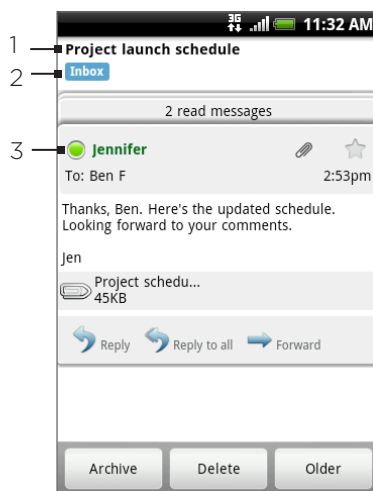 3G 11:32 AM
1 Project launch schedule
2 Inbox
2 read messages
3 Jennifer
To: Ben F 2:53pm
Thanks, Ben. Here's the updated schedule.
Looking forward to your comments.
Jen
Project schedu...
45KB
Reply Reply to all Forward
Archive Delete Older